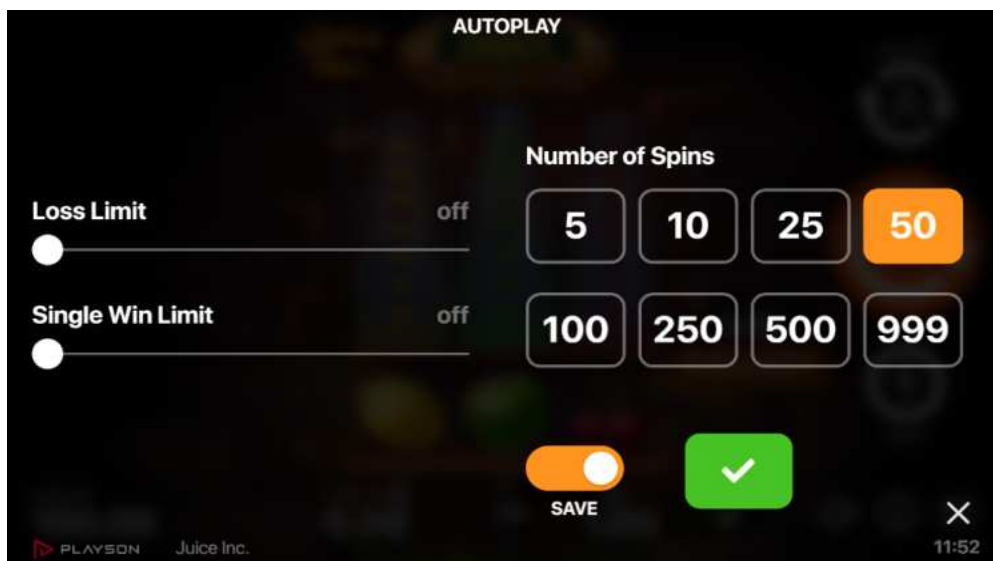 AUTOPLAY
Loss Limit off
Single Win Limit off
Number of Spins
5 10 25 50
100 250 500 999
SAVE
PLAYSON Juice Inc. 11:52